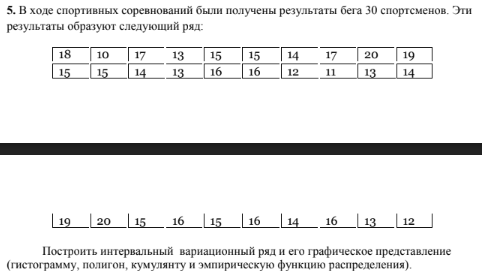 5. В ходе спортивных соревнований были получены результаты бега 30 спортсменов. Эти
результаты образуют следующий ряд:
18 10 17 13 15 15 14 17 20 19
15 15 14 13 16 16 12 11 13 14
19 20 15 16 15 16 14 16 13 12
Построить интервальный вариационный ряд и его графическое представление
(гистограмму, полигон, кумулянту и эмпирическую функцию распределения).